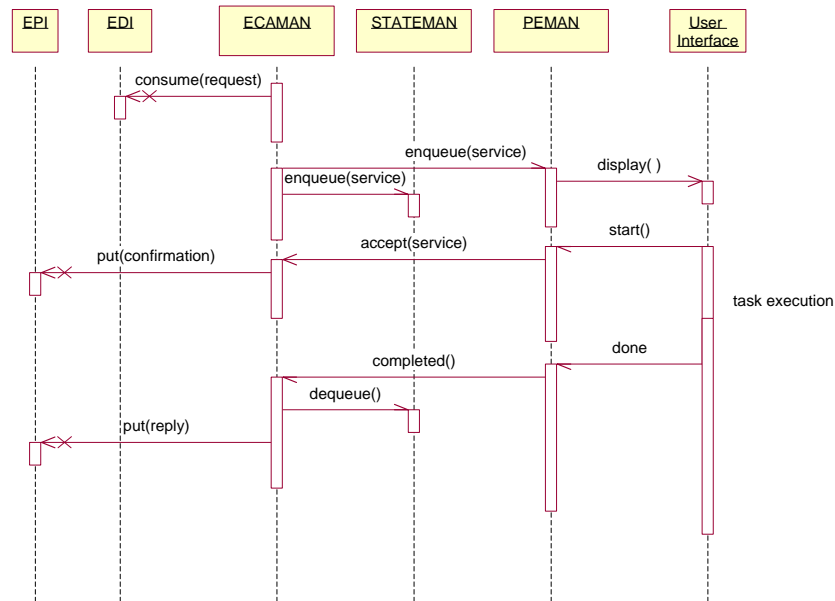 EPI
EDI
ECAMAN
STATEMAN
PEMAN
User
Interface
consume(request)
enqueue(service)
display( )
enqueue(service)
start()
accept(service)
put(confirmation)
task execution
done
completed()
dequeue()
put(reply)